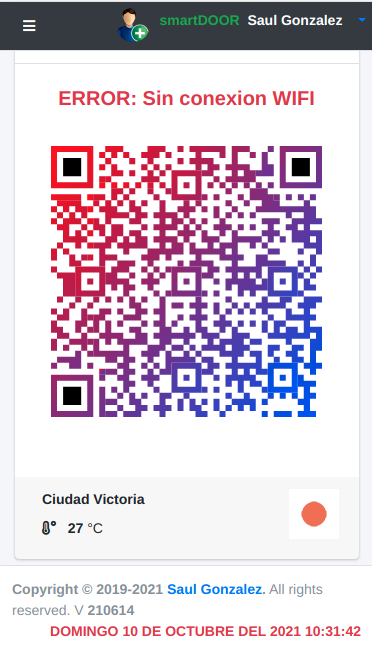 smartDOOR Saul Gonzalez
ERROR: Sin conexion WIFI
Ciudad Victoria
27 °C
Copyright © 2019-2021 Saul Gonzalez. All rights
reserved. V 210614
DOMINGO 10 DE OCTUBRE DEL 2021 10:31:42